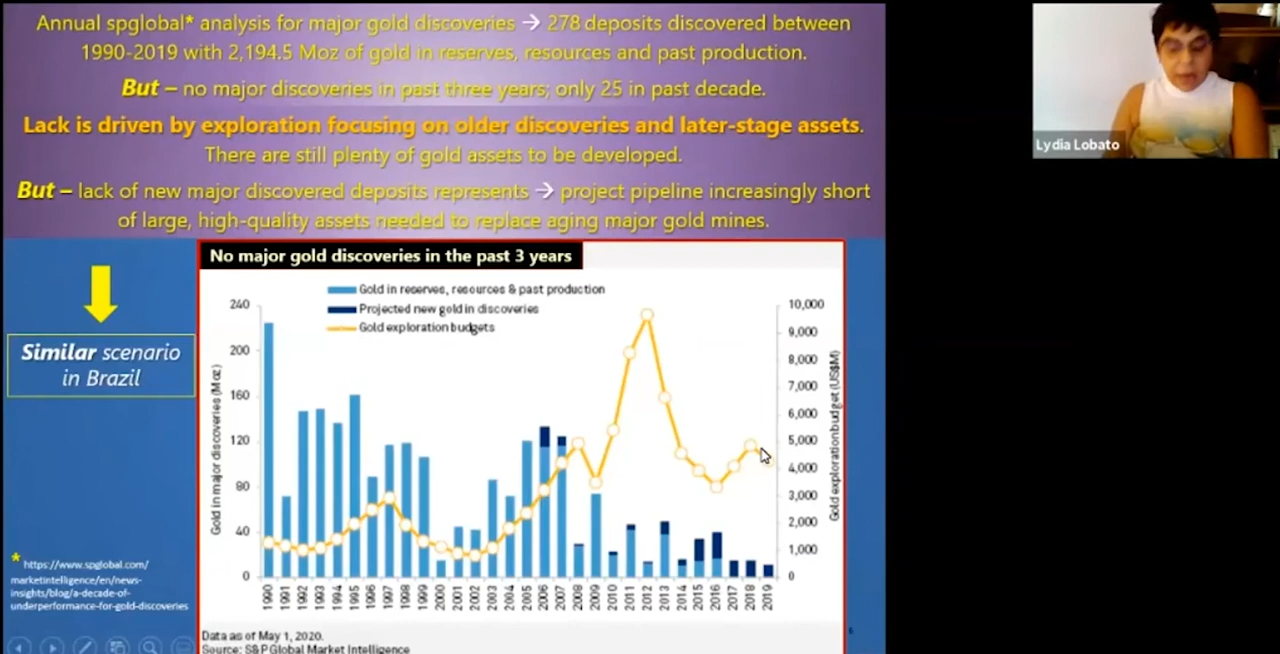 Annual spglobal* analysis for major gold discoveries → 278 deposits discovered between
1990-2019 with 2,194.5 Moz of gold in reserves, resources and past production.
But – no major discoveries in past three years; only 25 in past decade.
Lack is driven by exploration focusing on older discoveries and later-stage assets.
There are still plenty of gold assets to be developed.
But – lack of new major discovered deposits represents → project pipeline increasingly short
of large, high-quality assets needed to replace aging major gold mines.
Lydia Lobato
Similar scenario
in Brazil
* https://www.spglobal.com/
marketintelligence/en/news-
insights/blog/a-decade-of-
underperformance-for-gold-discoveries
No major gold discoveries in the past 3 years
Gold in reserves, resources & past production
Projected new gold in discoveries
Gold exploration budgets
Gold in major discoveries (Moz)
240
200
160
120
80
40
0
10,000
9,000
8,000
7,000
6,000
5,000
4,000
3,000
2,000
1,000
0
Gold exploration budget (US$M)
1990 1991 1992 1993 1994 1995 1996 1997 1998 1999 2000 2001 2002 2003 2004 2005 2006 2007 2008 2009 2010 2011 2012 2013 2014 2015 2016 2017 2018 2019
Data as of May 1, 2020.
Source: S&P Global Market Intelligence